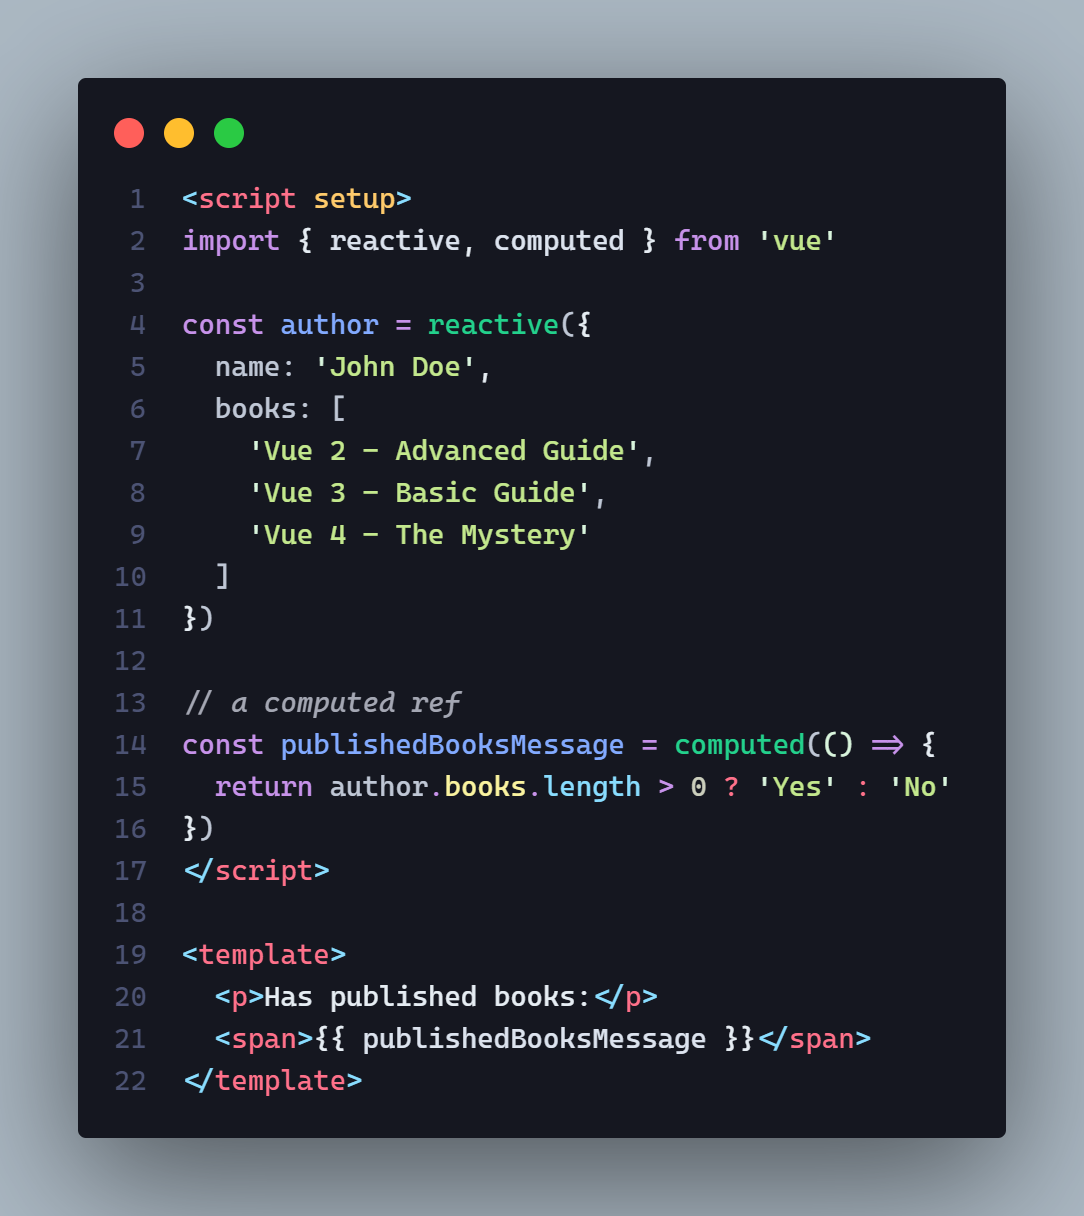 1 <script setup>
2 import { reactive, computed } from 'vue'
3
4 const author = reactive({
5   name: 'John Doe',
6   books: [
7     'Vue 2 - Advanced Guide',
8     'Vue 3 - Basic Guide',
9     'Vue 4 - The Mystery'
10   ]
11 })
12
13 // a computed ref
14 const publishedBooksMessage = computed(() => {
15   return author.books.length > 0 ? 'Yes' : 'No'
16 })
17 </script>
18
19 <template>
20   <p>Has published books:</p>
21   <span>{{ publishedBooksMessage }}</span>
22 </template>